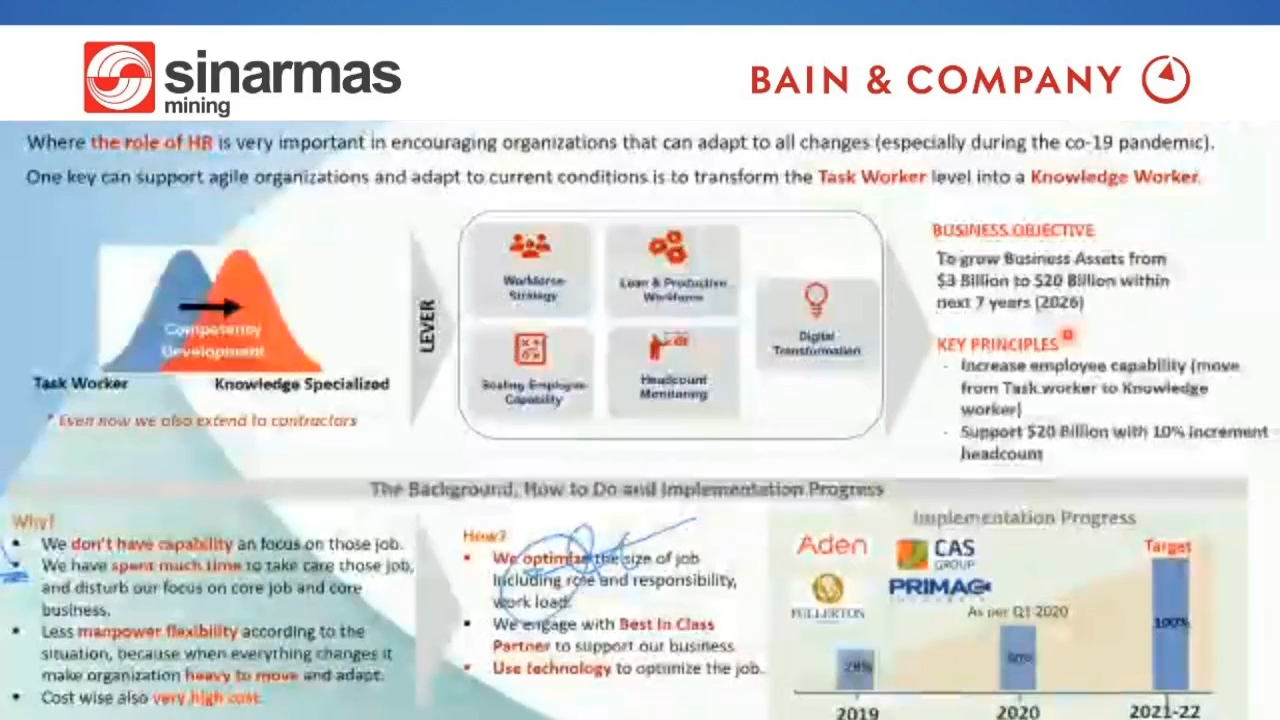 sinarmas
mining
BAIN & COMPANY
Where the role of HR is very important in encouraging organizations that can adapt to all changes (especially during the co-19 pandemic).
One key can support agile organizations and adapt to current conditions is to transform the Task Worker level into a Knowledge Worker.
Competency
Development
Task Worker
Knowledge Specialized
* Even now we also extend to contractors
LEVER
Workforce
Strategy
Lean & Productive
Workforce
Scaling Employee
Capability
Headcount
Monitoring
Digital
Transformation
BUSINESS OBJECTIVE
To grow Business Assets from
$3 Billion to $20 Billion within
next 7 years (2026)
KEY PRINCIPLES
- Increase employee capability (move
from Task worker to Knowledge
worker)
- Support $20 Billion with 10% increment
headcount
The Background, How to Do and Implementation Progress
Why?
• We don't have capability an focus on those job.
• We have spent much time to take care those job,
and disturb our focus on core job and core
business.
• Less manpower flexibility according to the
situation, because when everything changes it
make organization heavy to move and adapt.
• Cost wise also very high cost.
How?
• We optimize the size of job
including role and responsibility,
work load.
• We engage with Best In Class
Partner to support our business
• Use technology to optimize the job.
Implementation Progress
Aden
CAS
GROUP
FULLERTON
PRIMAC
As per Q1 2020
Target
100%
2019
2020
2021-22